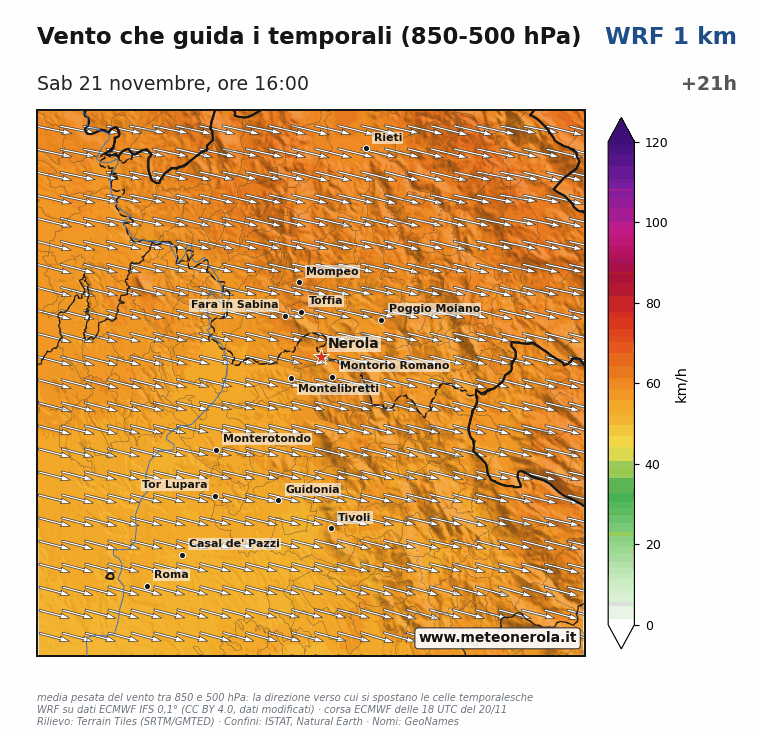 Vento che guida i temporali (850-500 hPa) WRF 1 km
Sab 21 novembre, ore 16:00 +21h
Rieti
Mompeo
Fara in Sabina
Toffia
Poggio Moiano
Nerola
Montorio Romano
Montelibretti
Monterotondo
Tor Lupara
Guidonia
Tivoli
Casal de' Pazzi
Roma
www.meteonerola.it
120
100
80
60
40
20
0
km/h
media pesata del vento tra 850 e 500 hPa: la direzione verso cui si spostano le celle temporalesche
WRF su dati ECMWF IFS 0,1° (CC BY 4.0, dati modificati) · corsa ECMWF delle 18 UTC del 20/11
Rilievo: Terrain Tiles (SRTM/GMTED) · Confini: ISTAT, Natural Earth · Nomi: GeoNames